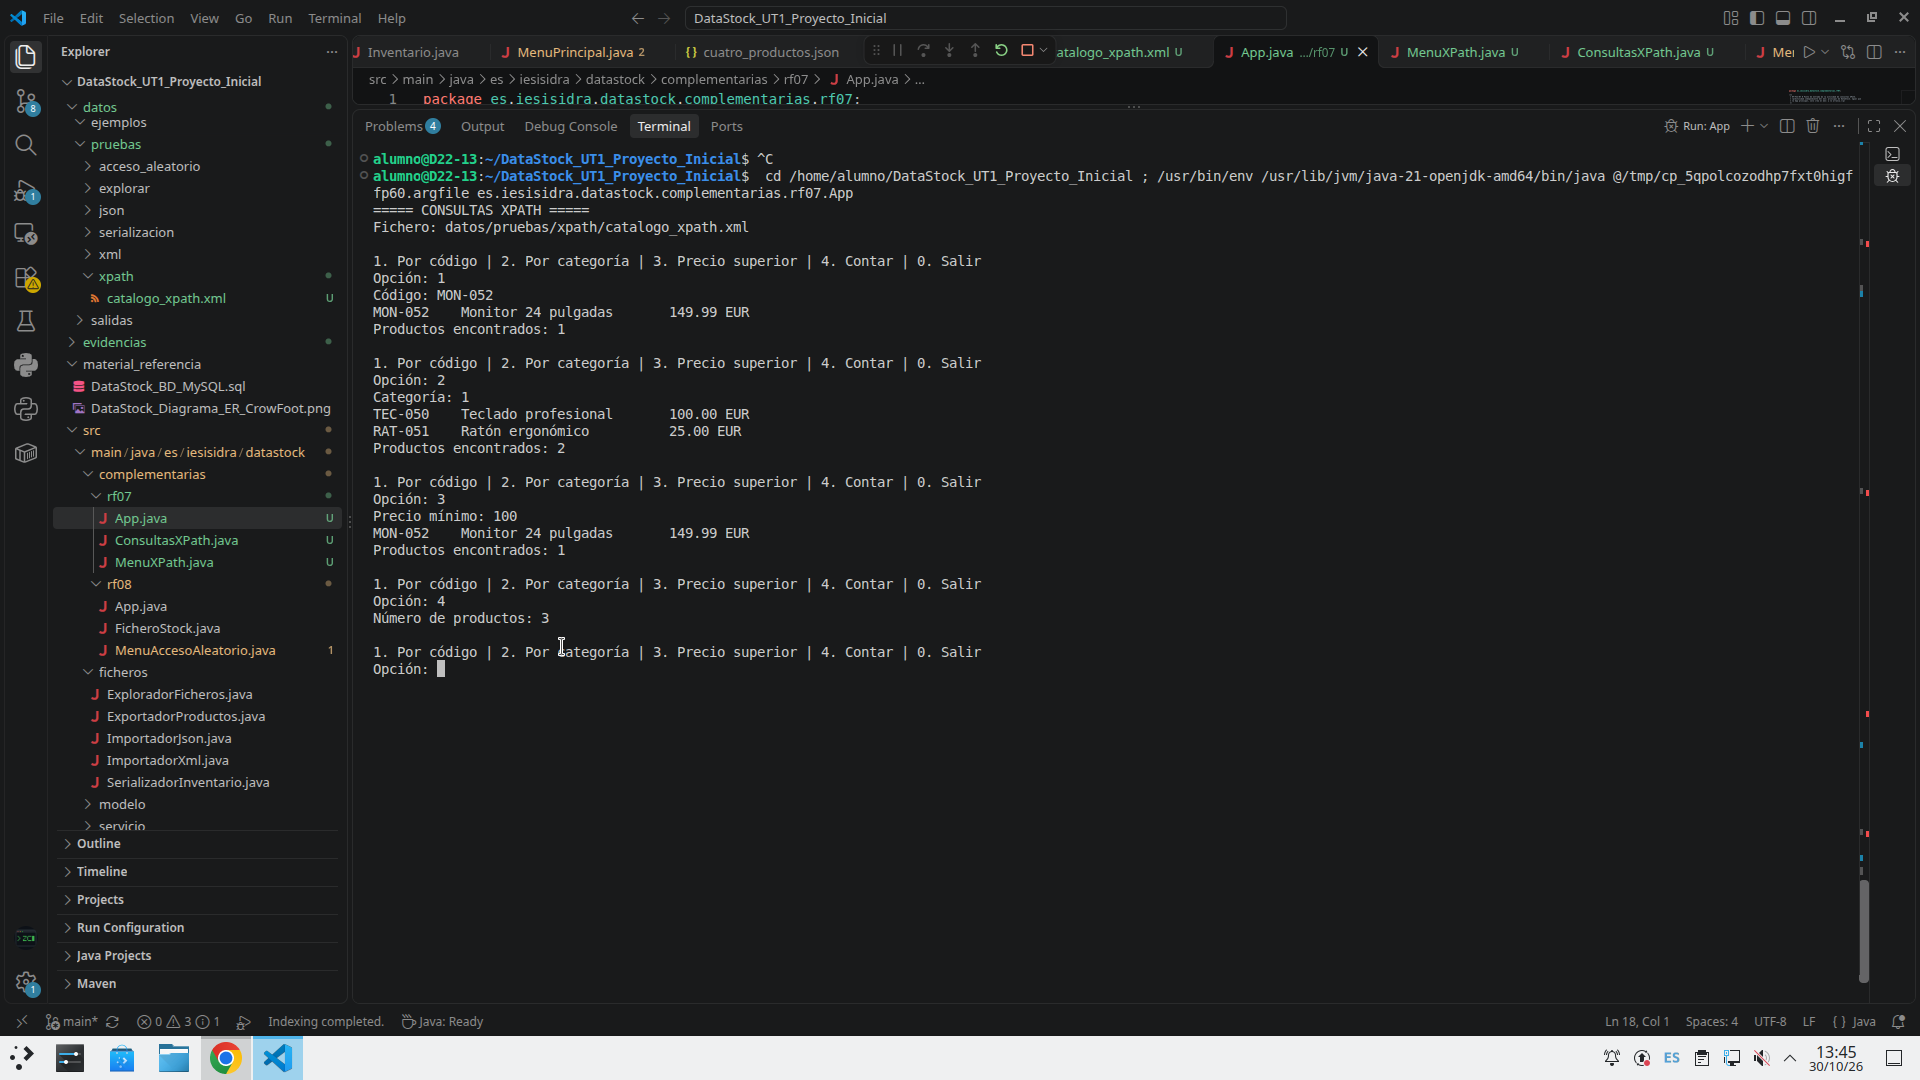 File Edit Selection View Go Run Terminal Help
DataStock_UT1_Proyecto_Inicial
Explorer
DataStock_UT1_Proyecto_Inicial
datos
ejemplos
pruebas
acceso_aleatorio
explorar
json
serializacion
xml
xpath
catalogo_xpath.xml U
salidas
evidencias
material_referencia
DataStock_BD_MySQL.sql
DataStock_Diagrama_ER_CrowFoot.png
src
main / java / es / iesisidra / datastock
complementarias
rf07
App.java U
ConsultasXPath.java U
MenuXPath.java U
rf08
App.java
FicheroStock.java
MenuAccesoAleatorio.java 1
ficheros
ExploradorFicheros.java
ExportadorProductos.java
ImportadorJson.java
ImportadorXml.java
SerializadorInventario.java
modelo
servicio
Outline
Timeline
Projects
Run Configuration
Java Projects
Maven
8
1
1
Inventario.java MenuPrincipal.java 2 cuatro_productos.json atalogo_xpath.xml U App.java .../rf07 U MenuXPath.java U ConsultasXPath.java U Mer
src > main > java > es > iesisidra > datastock > complementarias > rf07 > App.java > ...
1 package es.iesisidra.datastock.complementarias.rf07;
Problems 4 Output Debug Console Terminal Ports
Run: App
alumno@D22-13:~/DataStock_UT1_Proyecto_Inicial$ ^C
alumno@D22-13:~/DataStock_UT1_Proyecto_Inicial$  cd /home/alumno/DataStock_UT1_Proyecto_Inicial ; /usr/bin/env /usr/lib/jvm/java-21-openjdk-amd64/bin/java @/tmp/cp_5qpolcozodhp7fxt0higf
fp60.argfile es.iesisidra.datastock.complementarias.rf07.App
===== CONSULTAS XPATH =====
Fichero: datos/pruebas/xpath/catalogo_xpath.xml
1. Por código | 2. Por categoría | 3. Precio superior | 4. Contar | 0. Salir
Opción: 1
Código: MON-052
MON-052 Monitor 24 pulgadas 149.99 EUR
Productos encontrados: 1
1. Por código | 2. Por categoría | 3. Precio superior | 4. Contar | 0. Salir
Opción: 2
Categoría: 1
TEC-050 Teclado profesional 100.00 EUR
RAT-051 Ratón ergonómico 25.00 EUR
Productos encontrados: 2
1. Por código | 2. Por categoría | 3. Precio superior | 4. Contar | 0. Salir
Opción: 3
Precio mínimo: 100
MON-052 Monitor 24 pulgadas 149.99 EUR
Productos encontrados: 1
1. Por código | 2. Por categoría | 3. Precio superior | 4. Contar | 0. Salir
Opción: 4
Número de productos: 3
1. Por código | 2. Por categoría | 3. Precio superior | 4. Contar | 0. Salir
Opción:
main* 0 3 1 Indexing completed. Java: Ready
Ln 18, Col 1 Spaces: 4 UTF-8 LF { } Java
ES
13:45
30/10/26